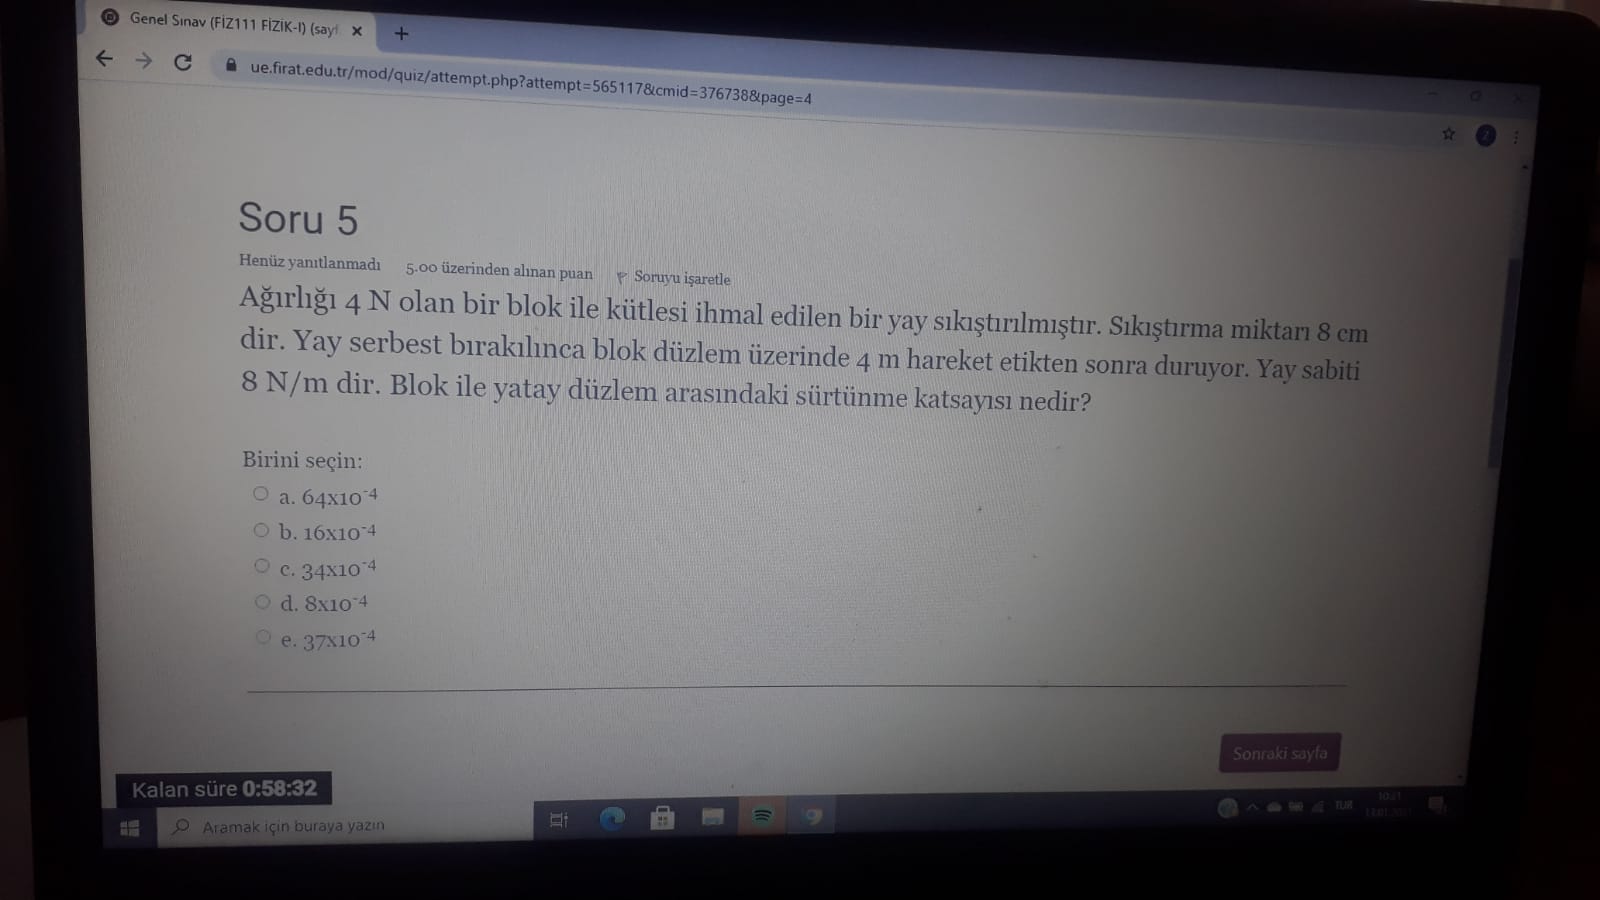 Genel Sınav (FİZ111 FİZİK-I) (sayf
ue.firat.edu.tr/mod/quiz/attempt.php?attempt=565117&cmid=376738&page=4
Soru 5
Henüz yanıtlanmadı 5.00 üzerinden alınan puan Soruyu işaretle
Ağırlığı 4 N olan bir blok ile kütlesi ihmal edilen bir yay sıkıştırılmıştır. Sıkıştırma miktarı 8 cm
dir. Yay serbest bırakılınca blok düzlem üzerinde 4 m hareket etikten sonra duruyor. Yay sabiti
8 N/m dir. Blok ile yatay düzlem arasındaki sürtünme katsayısı nedir?
Birini seçin:
a. 64x10⁻⁴
b. 16x10⁻⁴
c. 34x10⁻⁴
d. 8x10⁻⁴
e. 37x10⁻⁴
Sonraki sayfa
Kalan süre 0:58:32
Aramak için buraya yazın
TUR